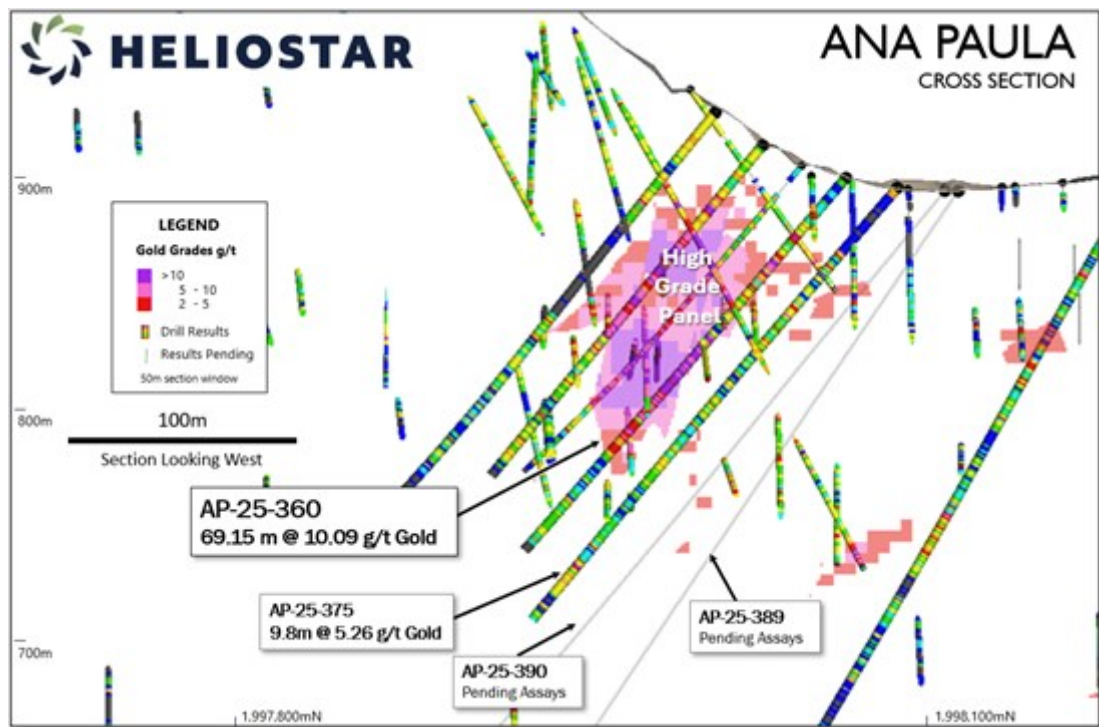 HELIOSTAR
ANA PAULA
CROSS SECTION
900m
LEGEND
Gold Grades g/t
>10
5 - 10
2 - 5
Drill Results
Results Pending
50m section window
High
Grade
Panel
800m
100m
Section Looking West
AP-25-360
69.15 m @ 10.09 g/t Gold
AP-25-375
9.8m @ 5.26 g/t Gold
AP-25-389
Pending Assays
700m
AP-25-390
Pending Assays
1.997.800mN
1.998.100mN